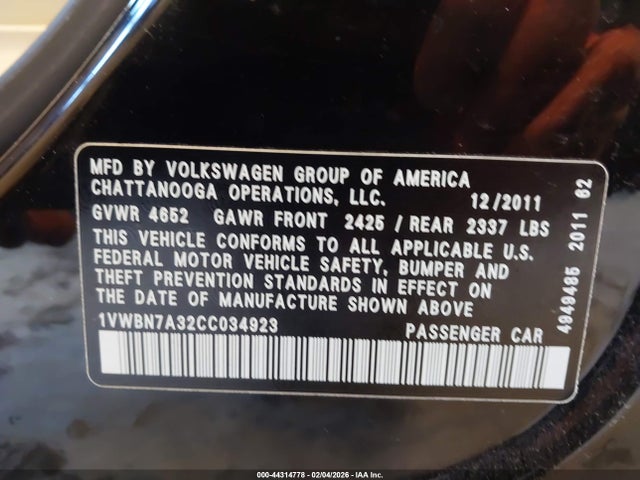 MFD BY VOLKSWAGEN GROUP OF AMERICA
CHATTANOOGA OPERATIONS, LLC. 12/2011
GVWR 4652 GAWR FRONT 2425 / REAR 2337 LBS
THIS VEHICLE CONFORMS TO ALL APPLICABLE U.S.
FEDERAL MOTOR VEHICLE SAFETY, BUMPER AND
THEFT PREVENTION STANDARDS IN EFFECT ON
THE DATE OF MANUFACTURE SHOWN ABOVE
1VWBN7A32CC034923 PASSENGER CAR
4949485 2011 62
000-44314778 - 02/04/2026 - IAA Inc.